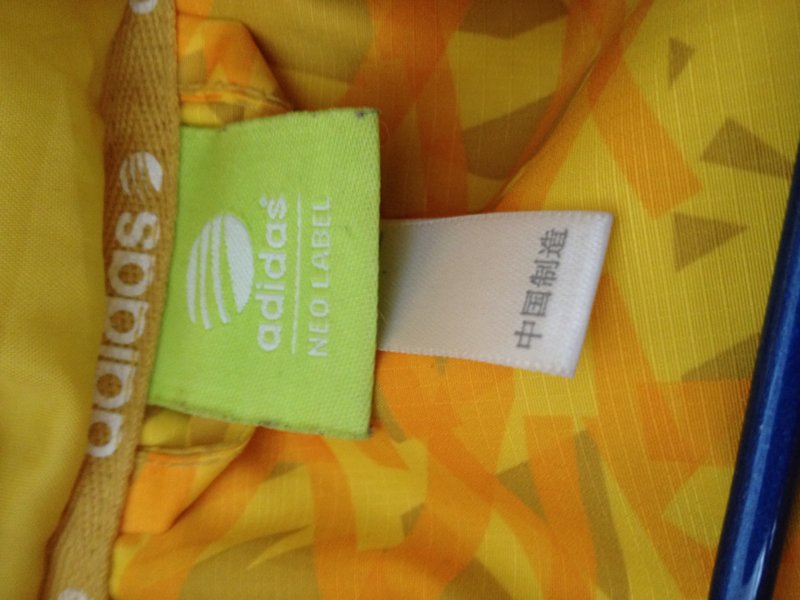 adidas
adidas
NEO LABEL
中国制造